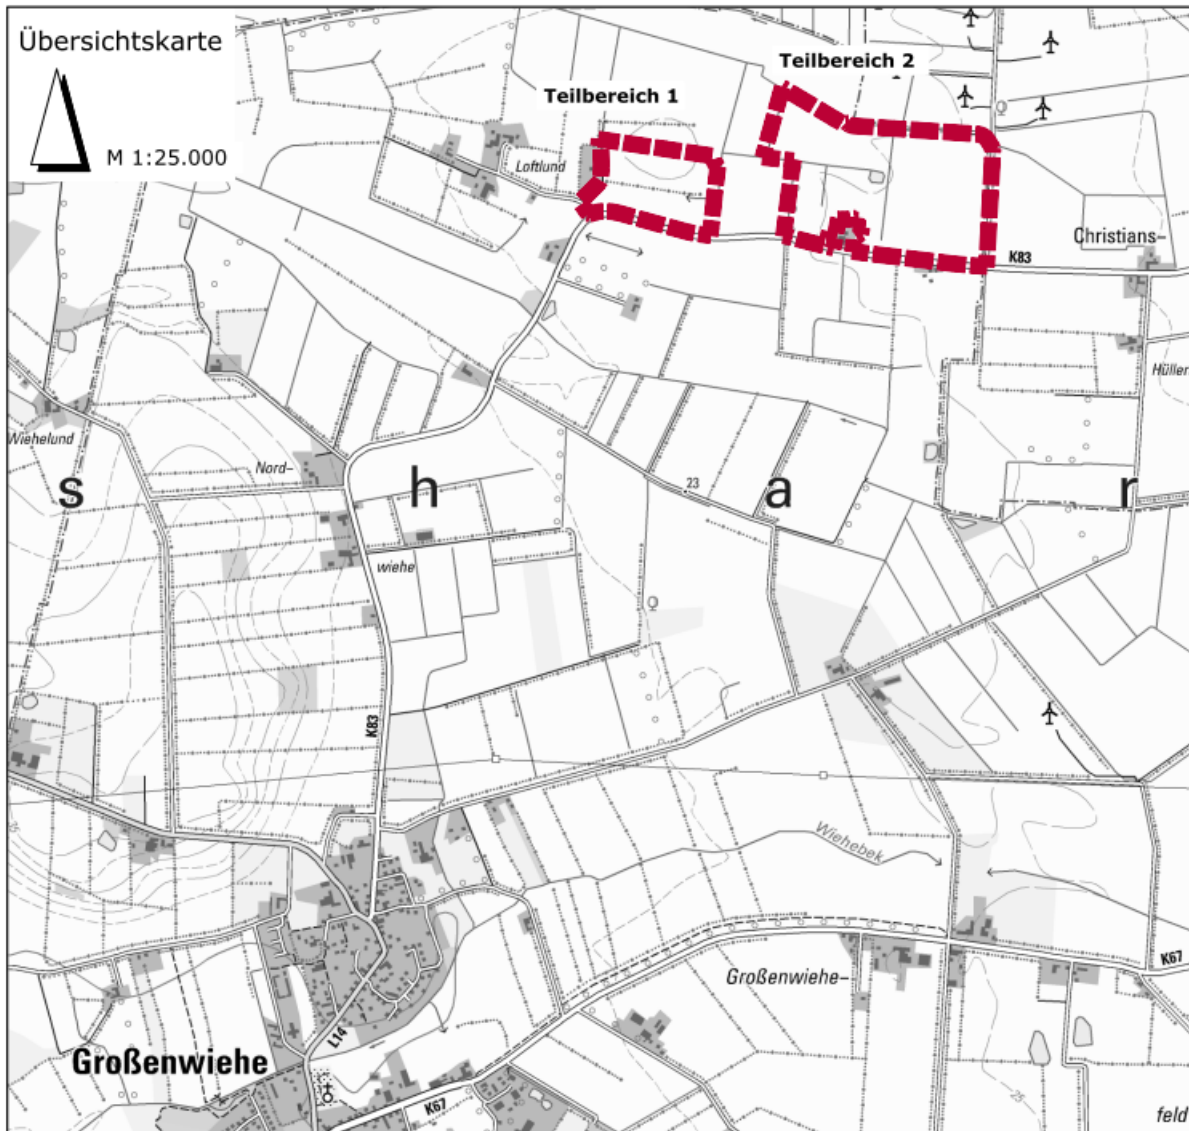 Übersichtskarte
M 1:25.000
Teilbereich 1
Teilbereich 2
Loftlund
K83
Christians-
Hüller
Wiehelund
Nord-
s h a r
23
wiehe
K83
Wiehebek
Großenwiehe-
K67
L14
Großenwiehe
K67
25
feld